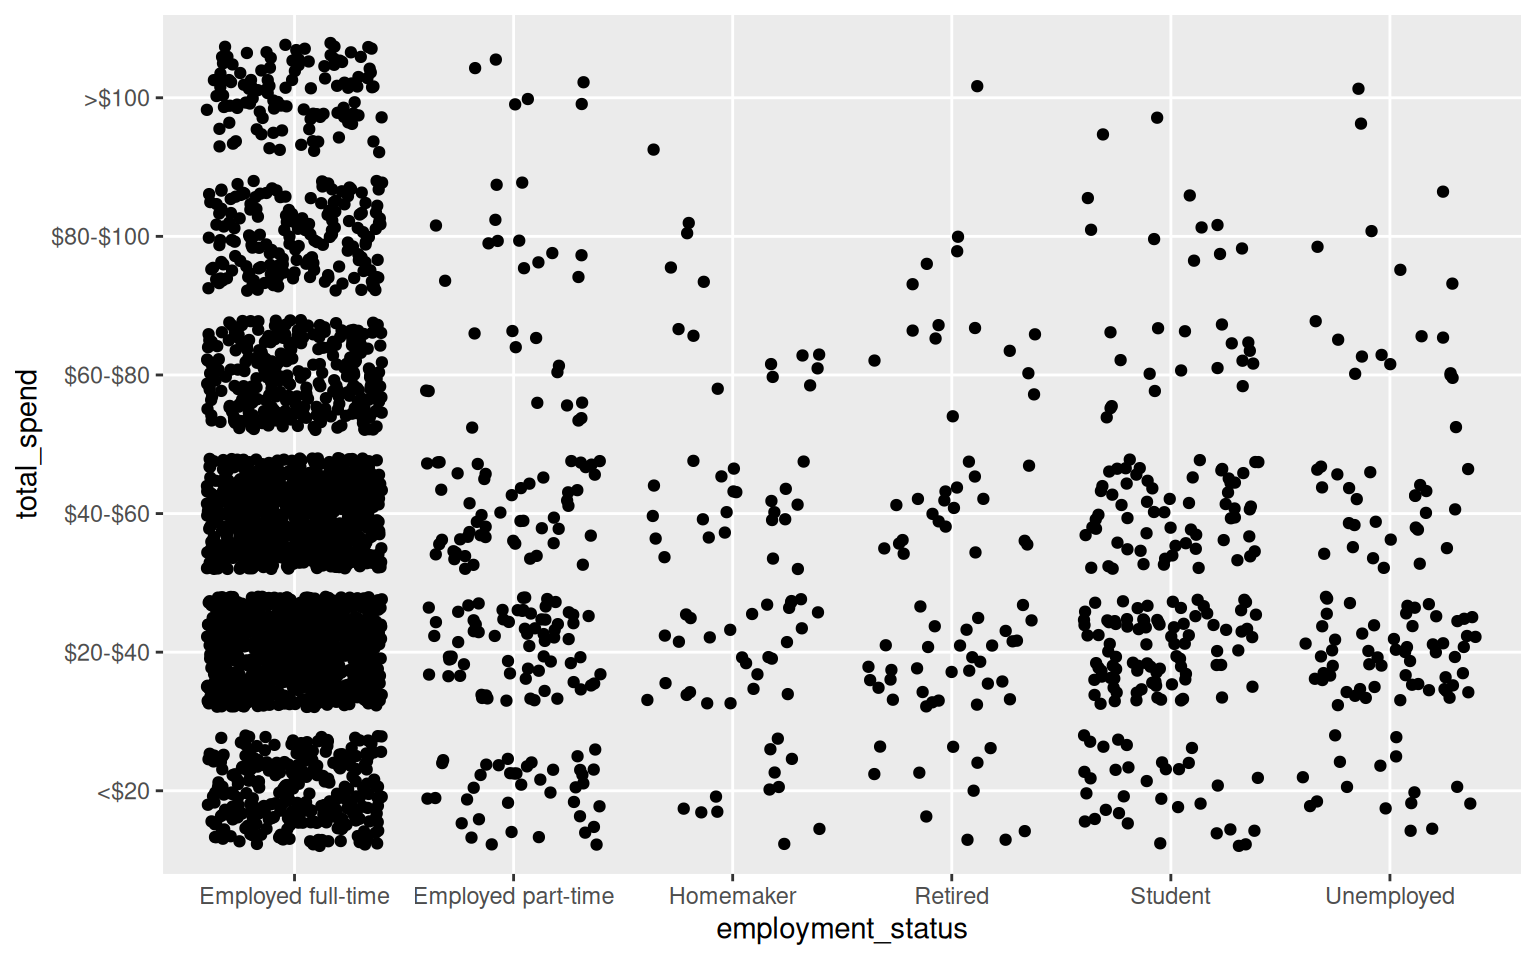 total_spend
>$100
$80-$100
$60-$80
$40-$60
$20-$40
<$20
Employed full-time Employed part-time Homemaker Retired Student Unemployed
employment_status